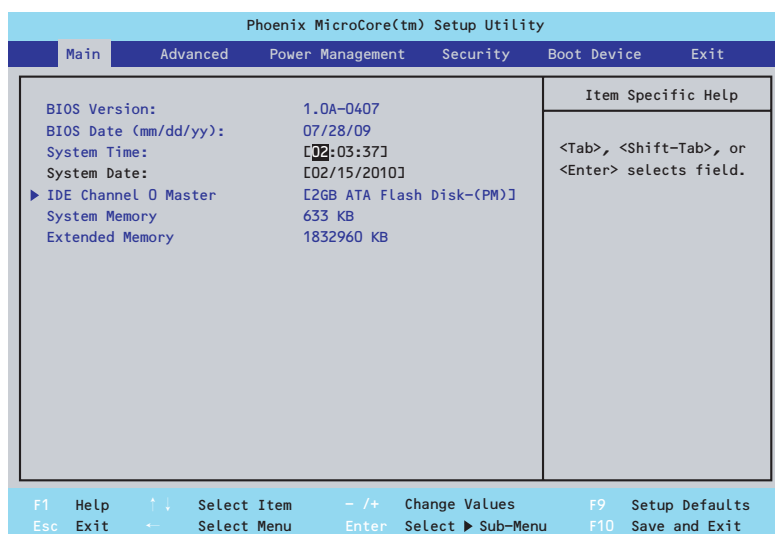 Phoenix MicroCore(tm) Setup Utility
Main Advanced Power Management Security Boot Device Exit
Item Specific Help
BIOS Version: 1.0A-0407
BIOS Date (mm/dd/yy): 07/28/09
System Time: [02:03:37]
System Date: [02/15/2010]
▶ IDE Channel 0 Master [2GB ATA Flash Disk-(PM)]
System Memory 633 KB
Extended Memory 1832960 KB
<Tab>, <Shift-Tab>, or
<Enter> selects field.
F1 Help ↑↓ Select Item - /+ Change Values F9 Setup Defaults
Esc Exit ← Select Menu Enter Select ▶ Sub-Menu F10 Save and Exit